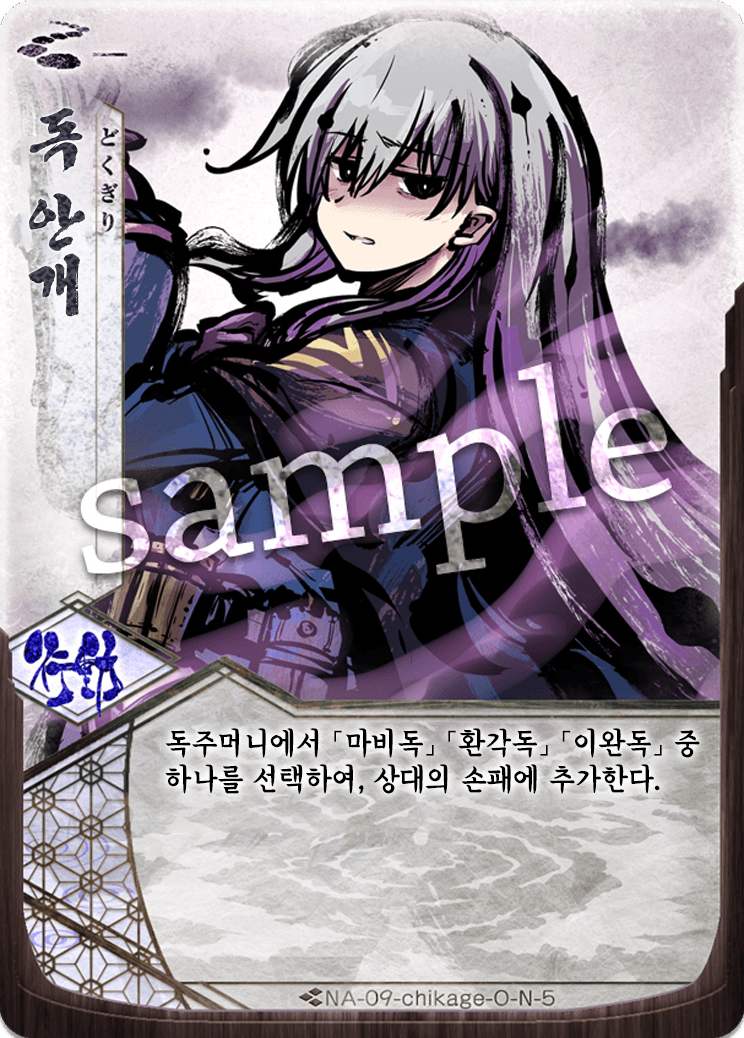 독 안개
どくぎり
sample
행동
독주머니에서 「마비독」 「환각독」 「이완독」 중
하나를 선택하여, 상대의 손패에 추가한다.
NA-09-chikage-O-N-5